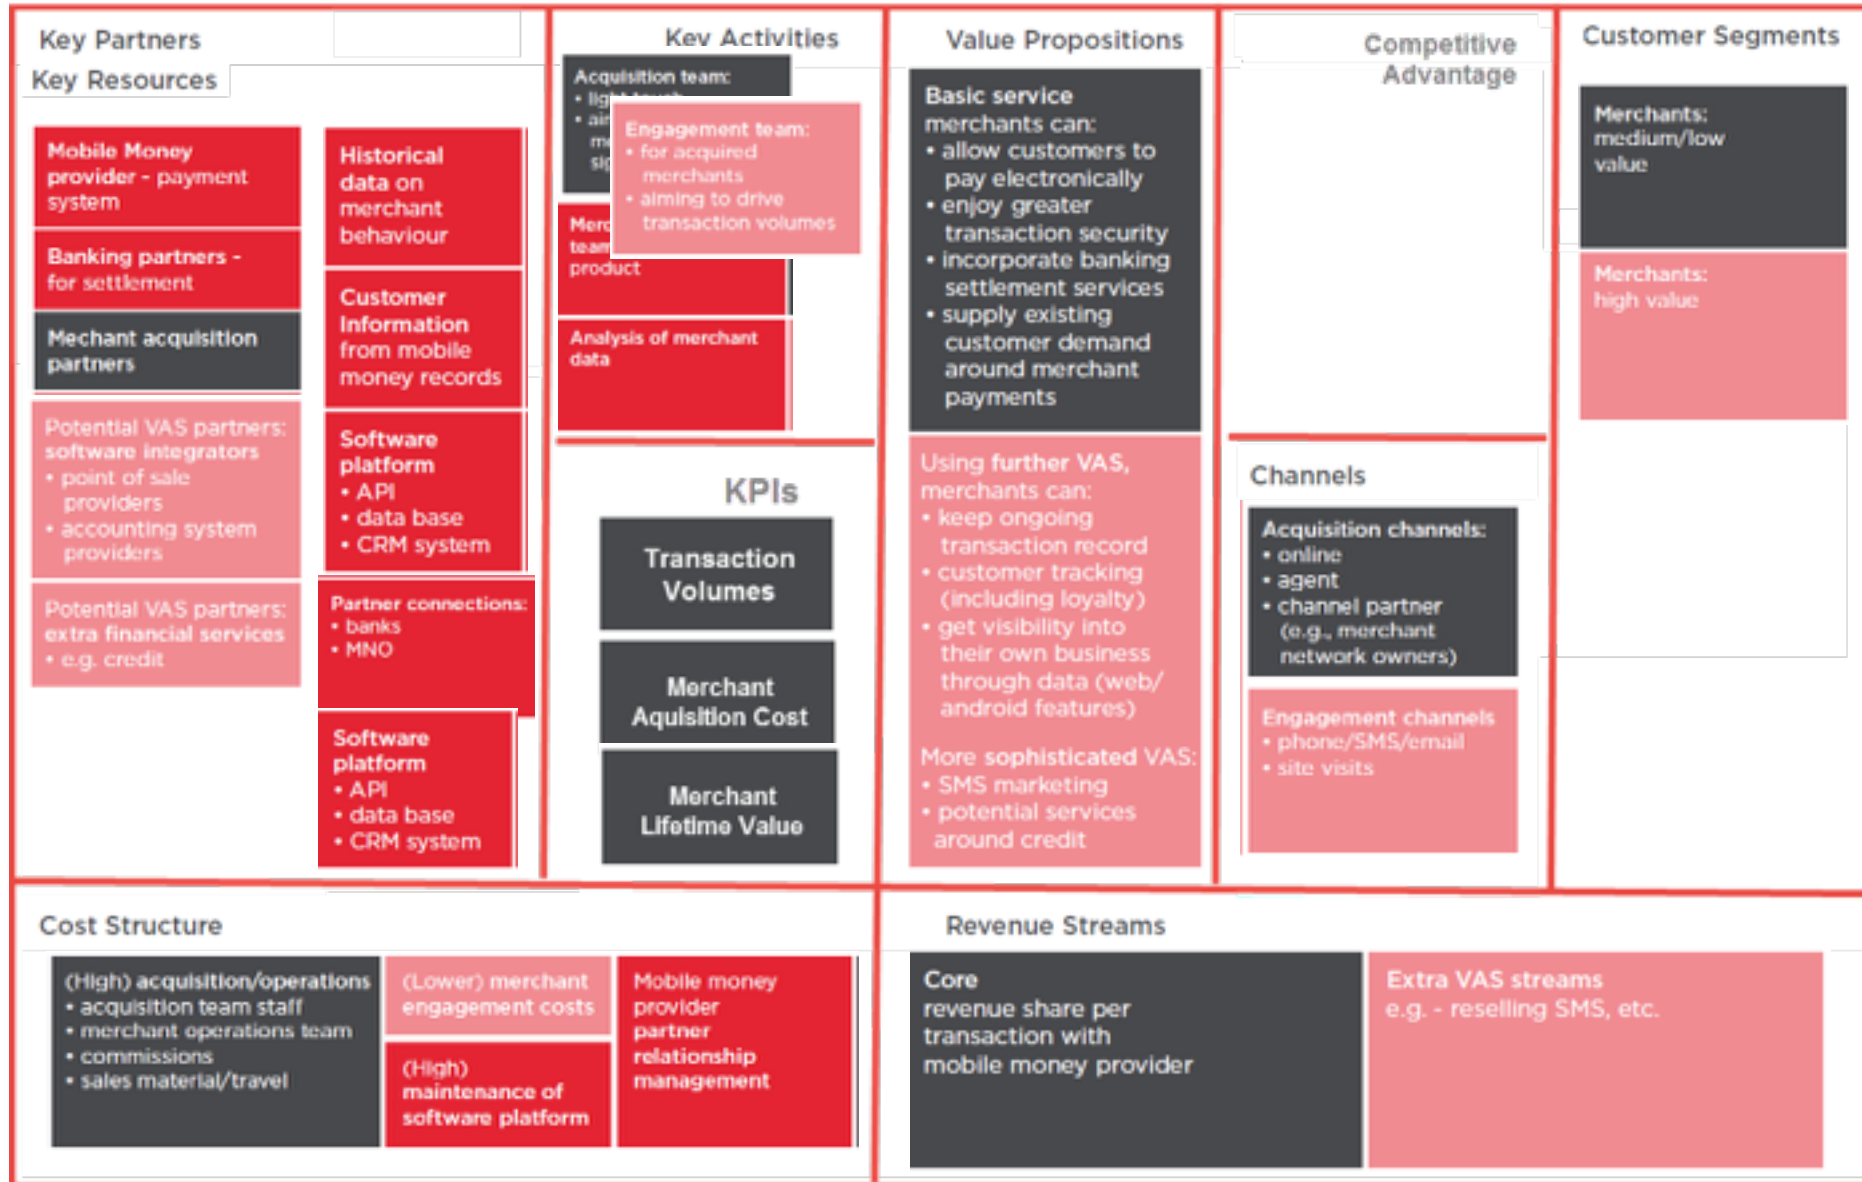 Key Partners
Key Resources
Mobile Money
provider - payment
system
Banking partners -
for settlement
Mechant acquisition
partners
Potential VAS partners:
software integrators
• point of sale
providers
• accounting system
providers
Potential VAS partners:
extra financial services
• e.g. credit
Historical
data on
merchant
behaviour
Customer
Information
from mobile
money records
Software
platform
• API
• data base
• CRM system
Partner connections:
• banks
• MNO
Software
platform
• API
• data base
• CRM system
Key Activities
Acquisition team:
Engagement team:
• for acquired
merchants
• aiming to drive
transaction volumes
product
Analysis of merchant
data
KPIs
Transaction
Volumes
Merchant
Aquisition Cost
Merchant
Lifetime Value
Value Propositions
Basic service
merchants can:
• allow customers to
pay electronically
• enjoy greater
transaction security
• incorporate banking
settlement services
• supply existing
customer demand
around merchant
payments
Using further VAS,
merchants can:
• keep ongoing
transaction record
• customer tracking
(including loyalty)
• get visibility into
their own business
through data (web/
android features)
More sophisticated VAS:
• SMS marketing
• potential services
around credit
Competitive
Advantage
Channels
Acquisition channels:
• online
• agent
• channel partner
(e.g., merchant
network owners)
Engagement channels
• phone/SMS/email
• site visits
Customer Segments
Merchants:
medium/low
value
Merchants:
high value
Cost Structure
(High) acquisition/operations
• acquisition team staff
• merchant operations team
• commissions
• sales material/travel
(Lower) merchant
engagement costs
(High)
maintenance of
software platform
Mobile money
provider
partner
relationship
management
Revenue Streams
Core
revenue share per
transaction with
mobile money provider
Extra VAS streams
e.g. - reselling SMS, etc.